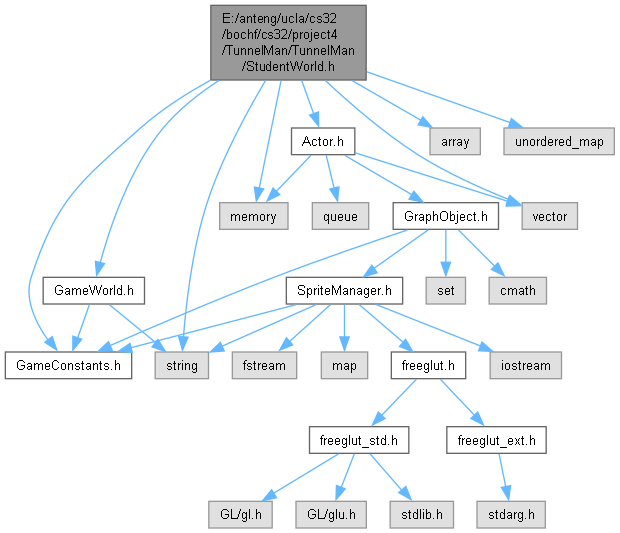 E:/anteng/ucla/cs32
/bochf/cs32/project4
/TunnelMan/TunnelMan
/StudentWorld.h
Actor.h
array
unordered_map
memory
queue
GraphObject.h
vector
GameWorld.h
SpriteManager.h
set
cmath
GameConstants.h
string
fstream
map
freeglut.h
iostream
freeglut_std.h
freeglut_ext.h
GL/gl.h
GL/glu.h
stdlib.h
stdarg.h